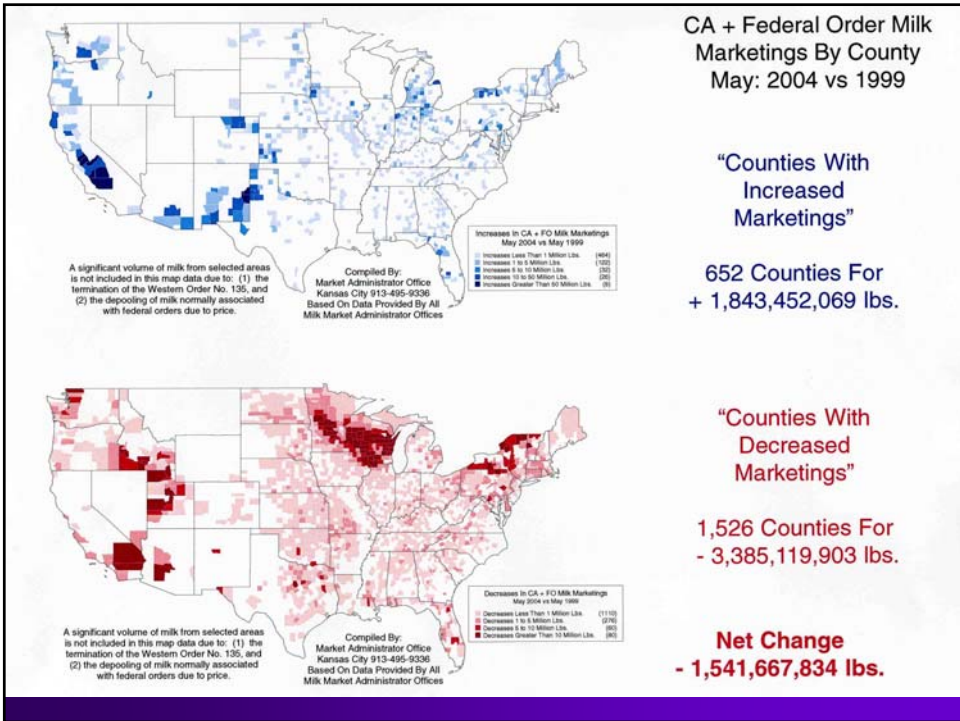 CA + Federal Order Milk
Marketings By County
May: 2004 vs 1999
"Counties With
Increased
Marketings"
652 Counties For
+ 1,843,452,069 lbs.
Increases In CA + FO Milk Marketings
May 2004 vs May 1999
Increases Less Than 1 Million Lbs. (464)
Increases 1 to 5 Million Lbs. (122)
Increases 5 to 10 Million Lbs. (32)
Increases 10 to 50 Million Lbs.
Increases Greater Than 50 Million Lbs.
A significant volume of milk from selected areas
is not included in this map data due to: (1) the
termination of the Western Order No. 135, and
(2) the depooling of milk normally associated
with federal orders due to price.
Compiled By:
Market Administrator Office
Kansas City 913-495-9336
Based On Data Provided By All
Milk Market Administrator Offices
"Counties With
Decreased
Marketings"
1,526 Counties For
- 3,385,119,903 lbs.
Decreases In CA + FO Milk Marketings
May 2004 vs May 1999
Decreases Less Than 1 Million Lbs. (1110)
Decreases 1 to 5 Million Lbs. (276)
Decreases 5 to 10 Million Lbs.
Decreases Greater Than 10 Million Lbs.
A significant volume of milk from selected areas
is not included in this map data due to: (1) the
termination of the Western Order No. 135, and
(2) the depooling of milk normally associated
with federal orders due to price.
Compiled By:
Market Administrator Office
Kansas City 913-495-9336
Based On Data Provided By All
Milk Market Administrator Offices
Net Change
- 1,541,667,834 lbs.